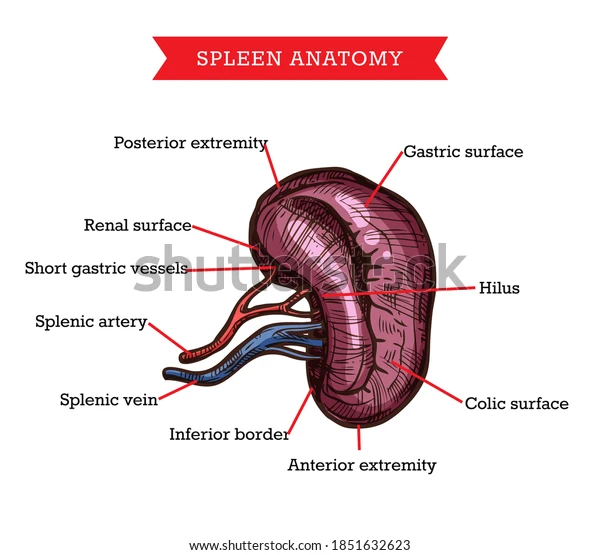 SPLEEN ANATOMY
Posterior extremity
Gastric surface
Renal surface
Short gastric vessels
shutterstock
Hilus
Splenic artery
Splenic vein
Colic surface
Inferior border
Anterior extremity
shutterstock.com · 1851632623